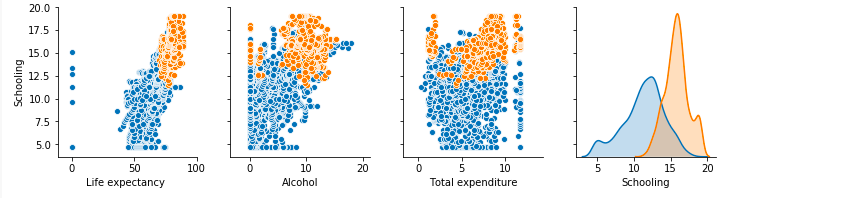 20.0
17.5
15.0
12.5
10.0
7.5
5.0
Schooling
0 50 100
Life expectancy
0 10 20
Alcohol
0 5 10
Total expenditure
5 10 15 20
Schooling